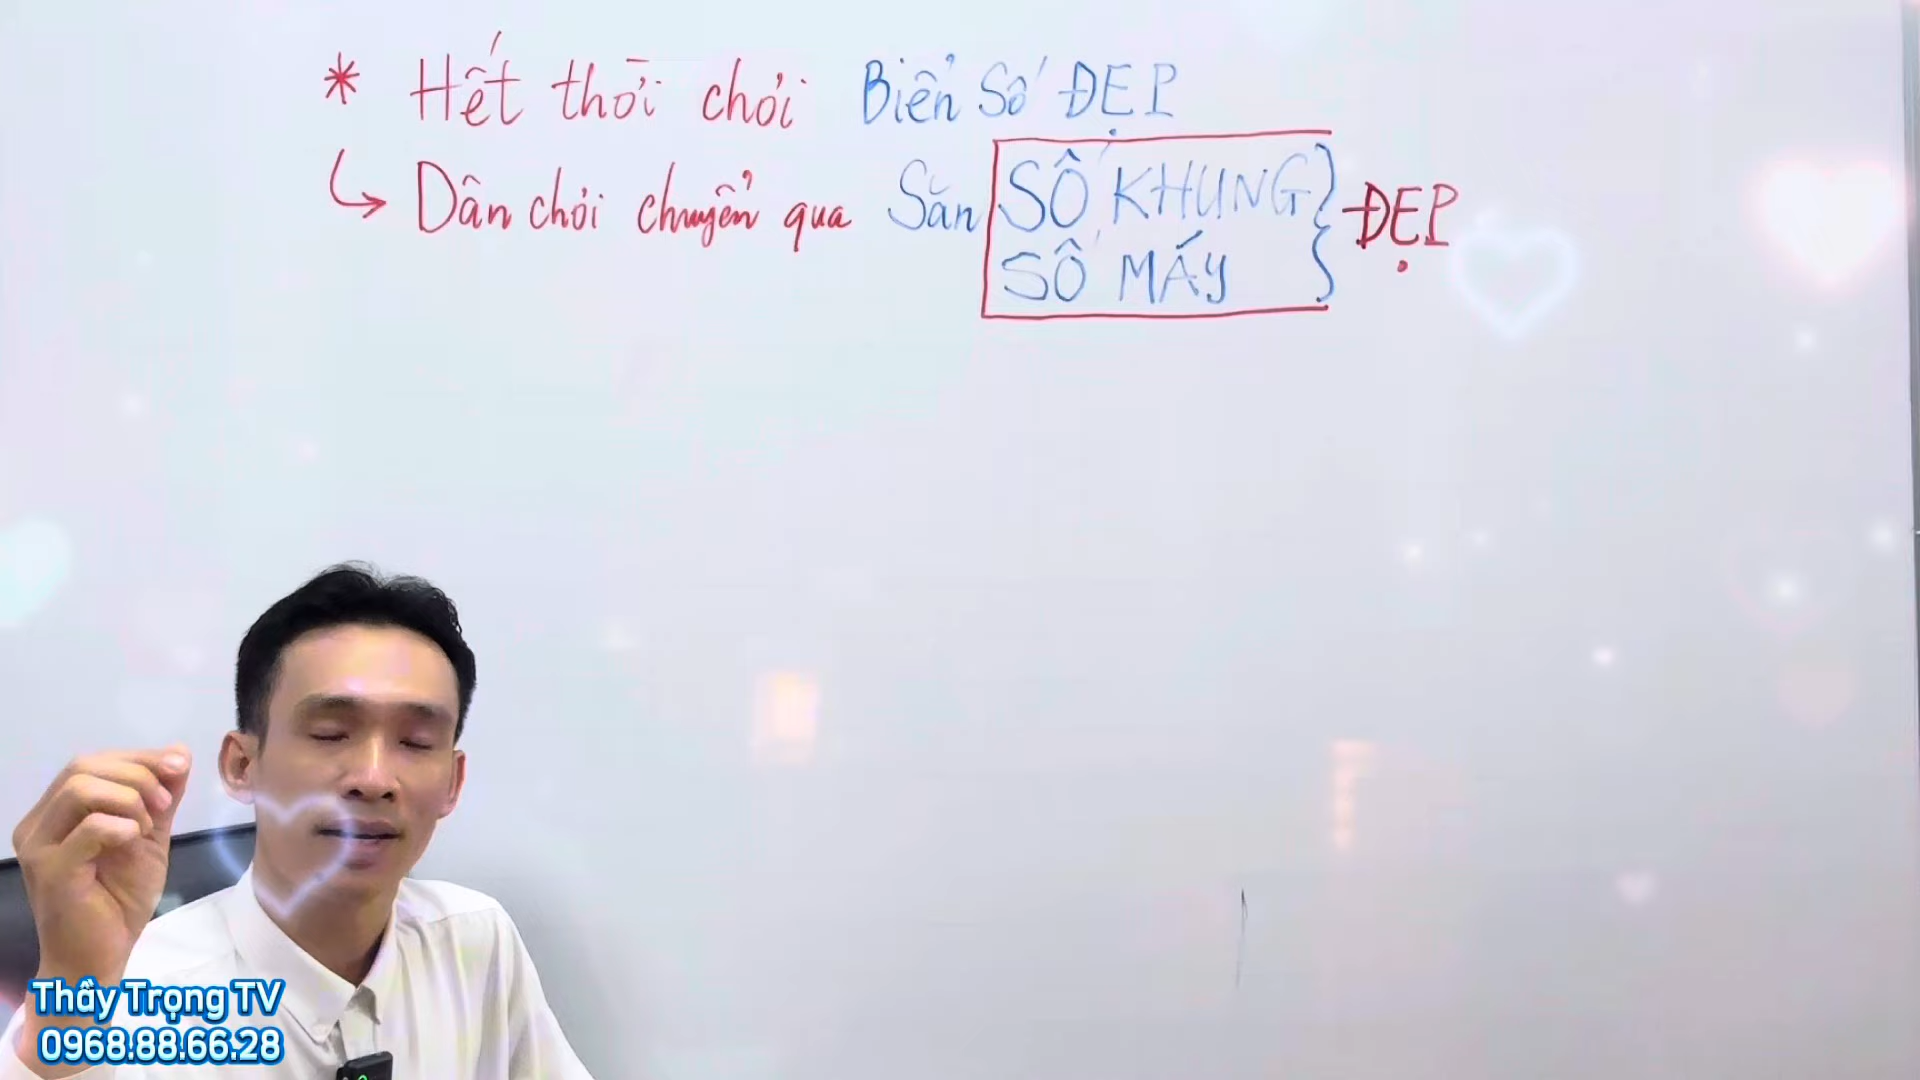 * Hết thời chơi Biển Số ĐẸP
↳ Dân chơi chuyển qua Săn SỐ KHUNG } ĐẸP
SỐ MÁY
Thầy Trọng TV
0968.88.66.28